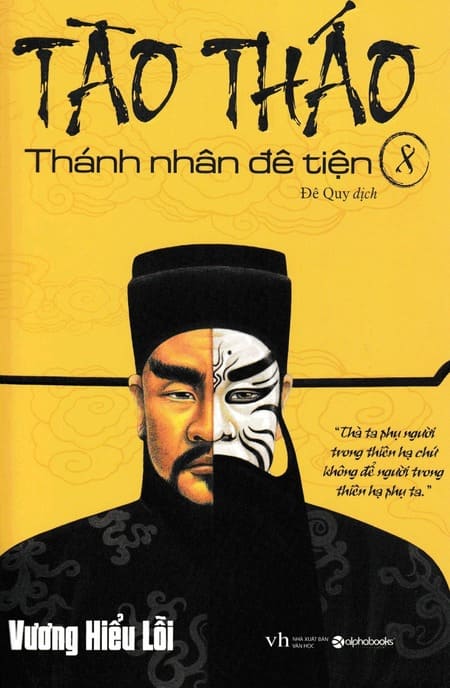 TÀO THÁO
Thánh nhân đê tiện 8
Đê Quy dịch
"Thà ta phụ người
trong thiên hạ chứ
không để người trong
thiên hạ phụ ta."
Vương Hiểu Lỗi
vh NHÀ XUẤT BẢN VĂN HỌC
alphabooks